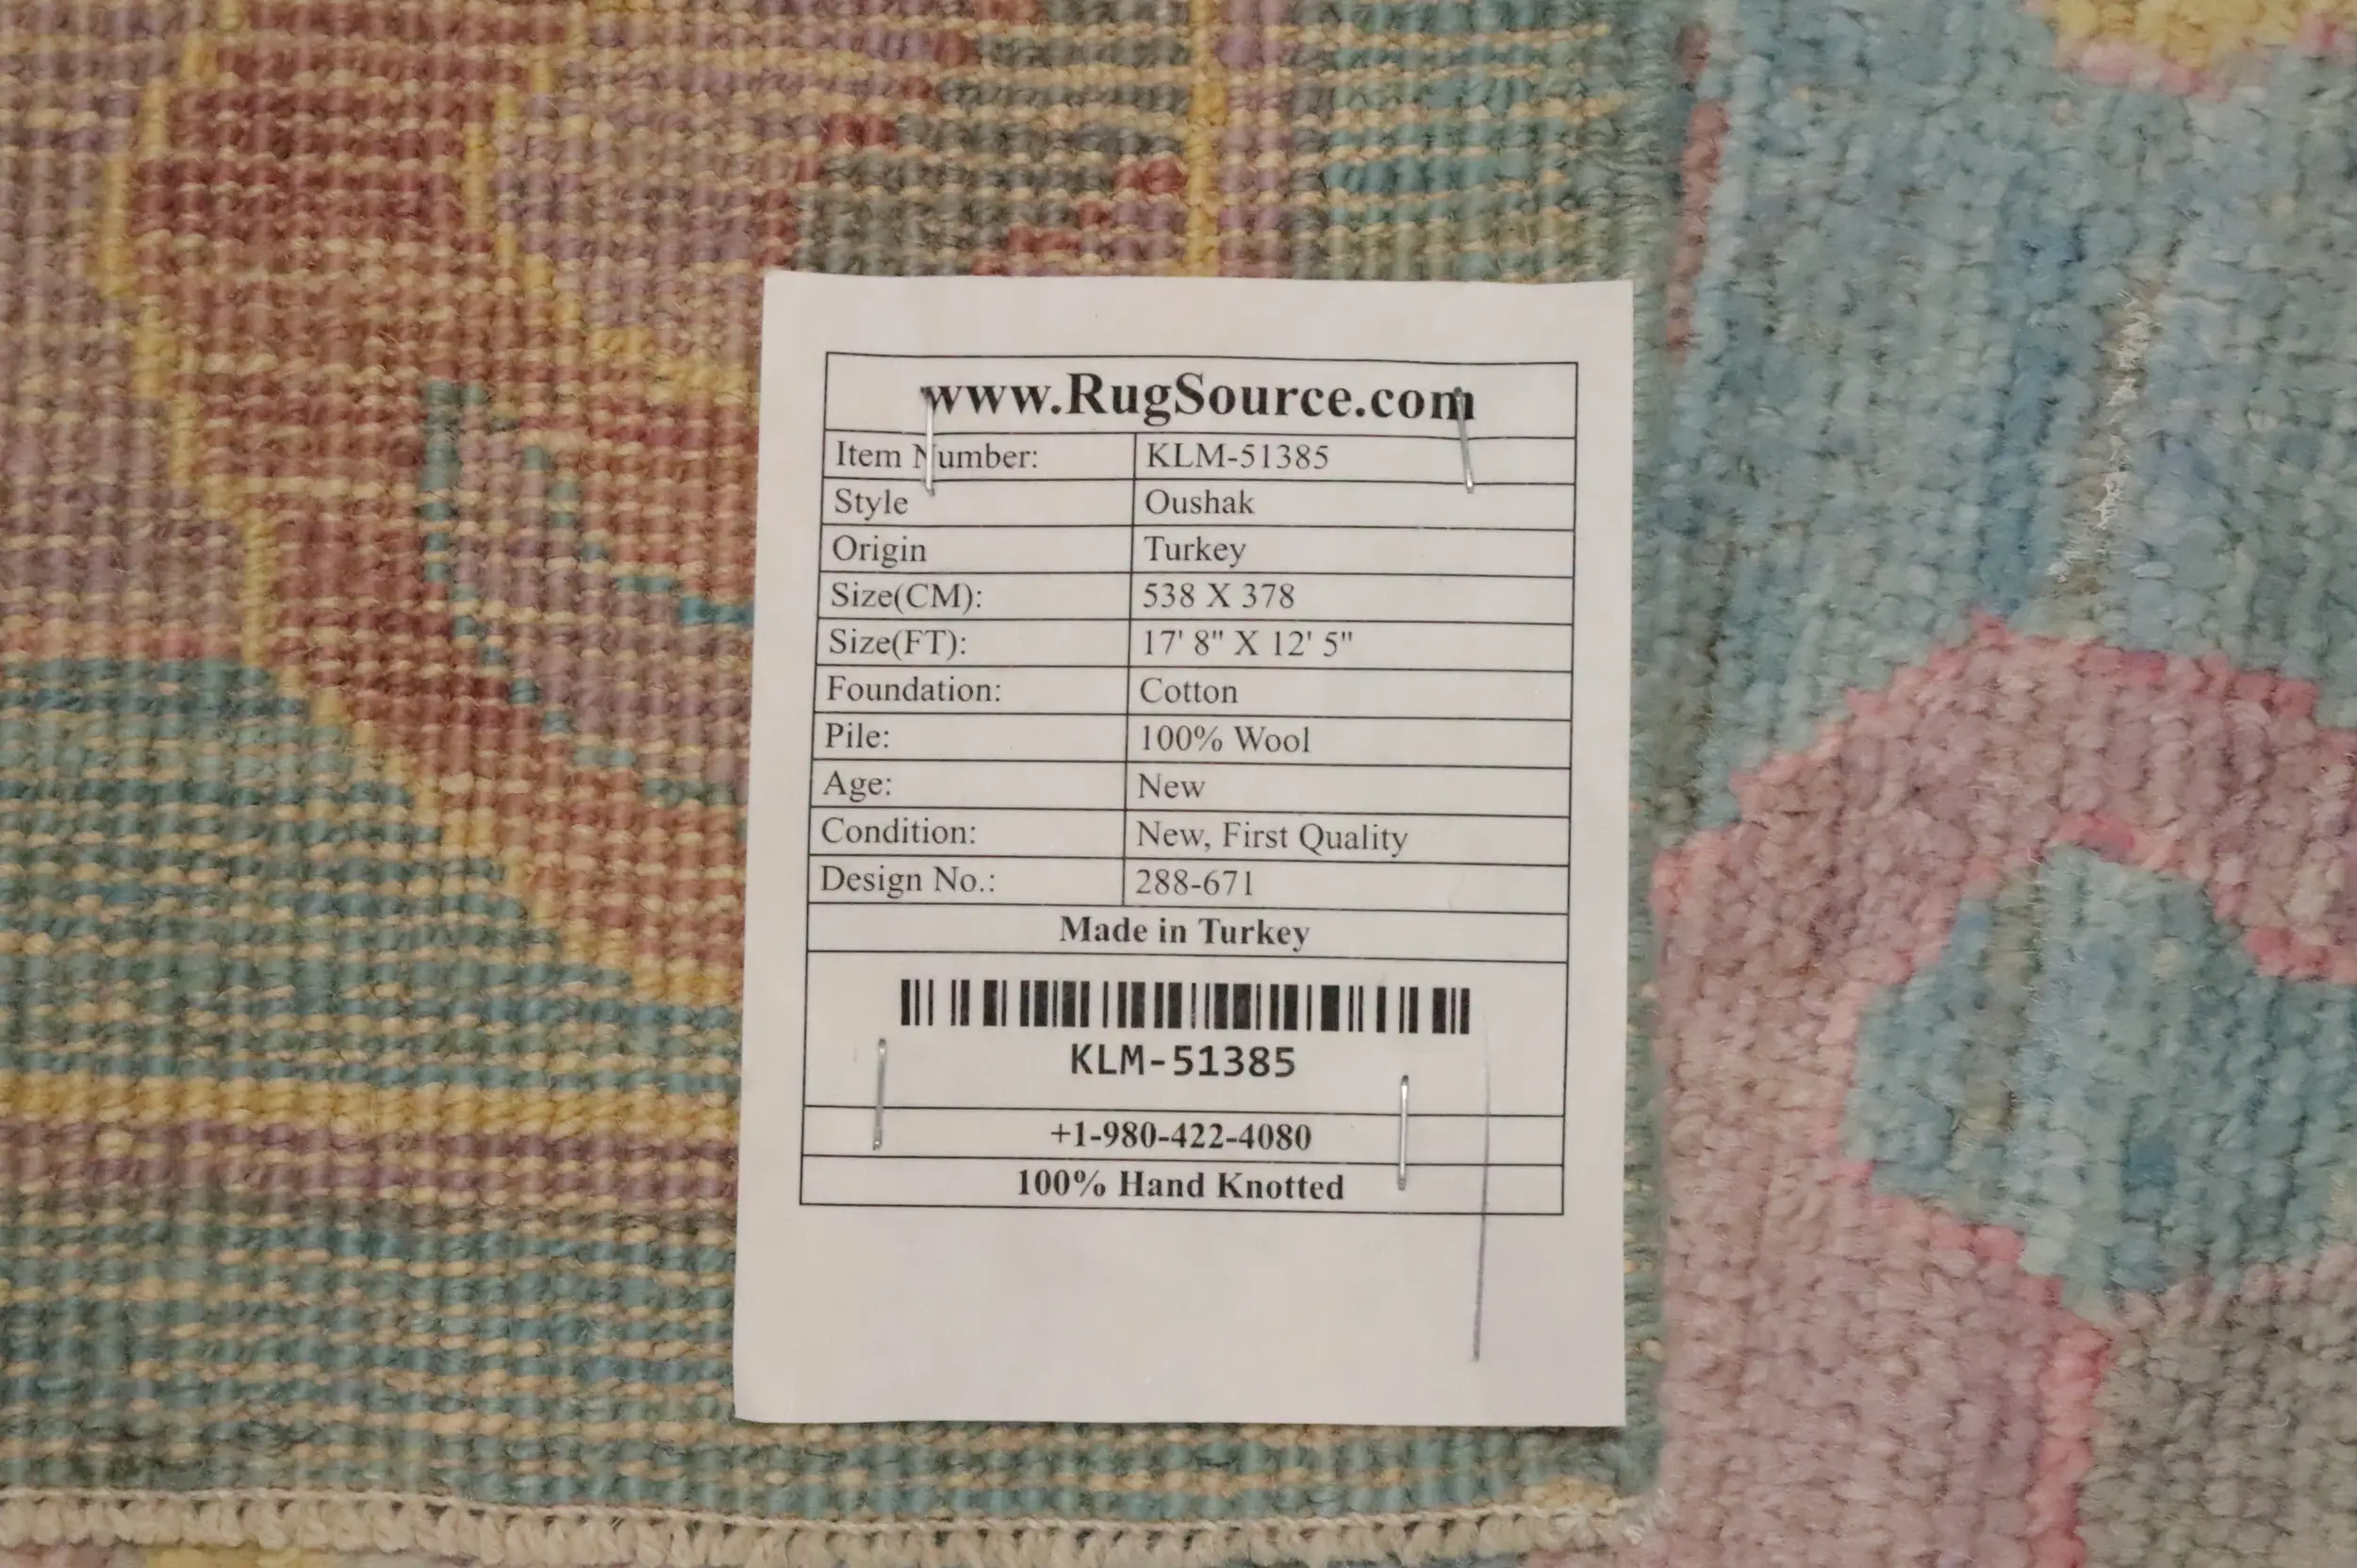 www.RugSource.com
Item Number: KLM-51385
Style Oushak
Origin Turkey
Size(CM): 538 X 378
Size(FT): 17' 8" X 12' 5"
Foundation: Cotton
Pile: 100% Wool
Age: New
Condition: New, First Quality
Design No.: 288-671
Made in Turkey
KLM-51385
+1-980-422-4080
100% Hand Knotted